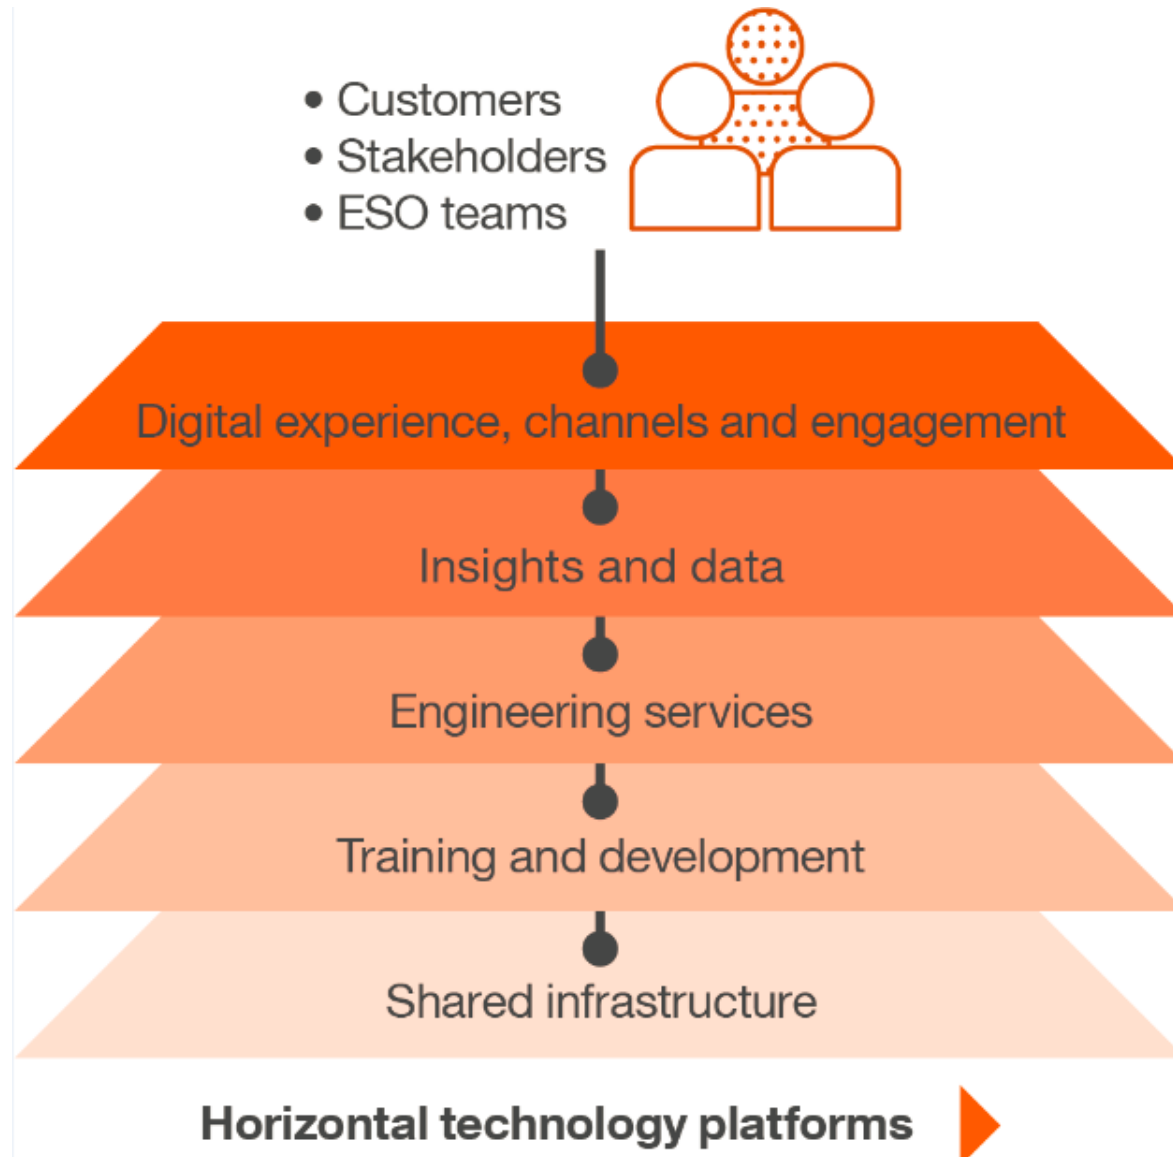 • Customers
• Stakeholders
• ESO teams
Digital experience, channels and engagement
Insights and data
Engineering services
Training and development
Shared infrastructure
Horizontal technology platforms